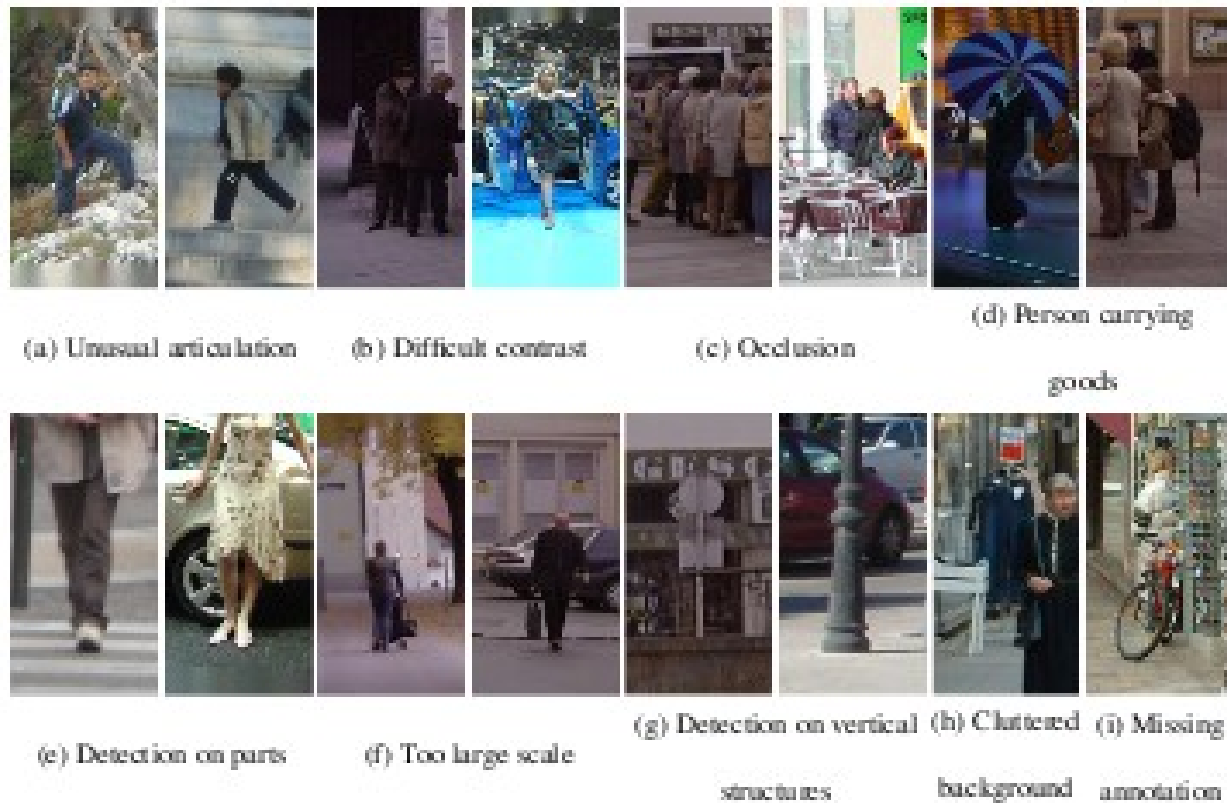 (a) Unusual articulation
(b) Difficult contrast
(c) Occlusion
(d) Person carrying
goods
(e) Detection on parts
(f) Too large scale
(g) Detection on vertical
structures
(h) Cluttered
background
(i) Missing
annotation